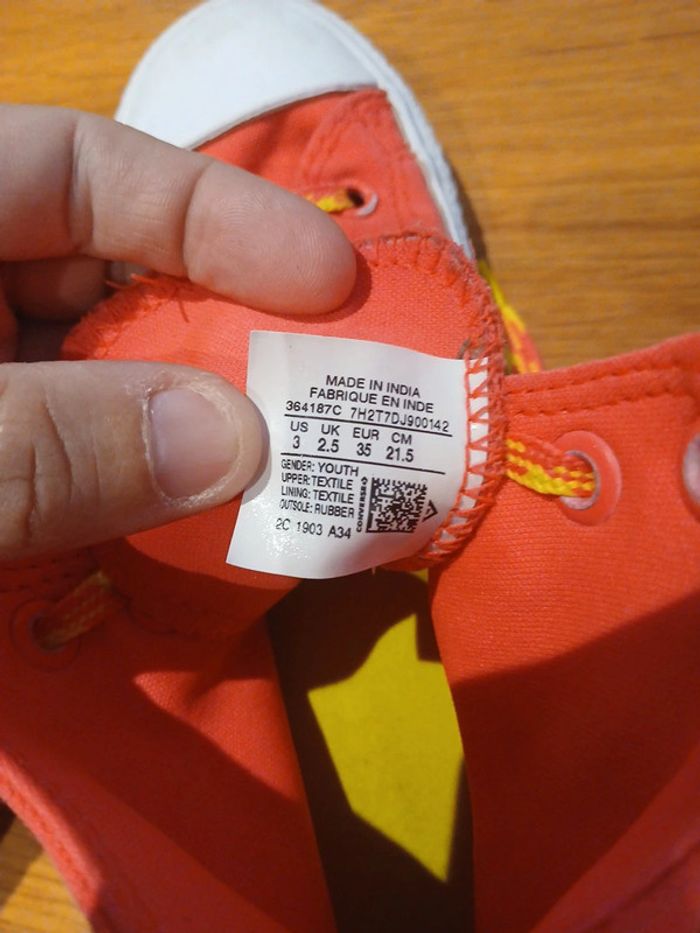 MADE IN INDIA
FABRIQUE EN INDE
364187C 7H2T7DJ900142
US UK EUR CM
3 2.5 35 21.5
GENDER: YOUTH
UPPER: TEXTILE
LINING: TEXTILE
OUTSOLE: RUBBER
2C 1903 A34
CONVERSE